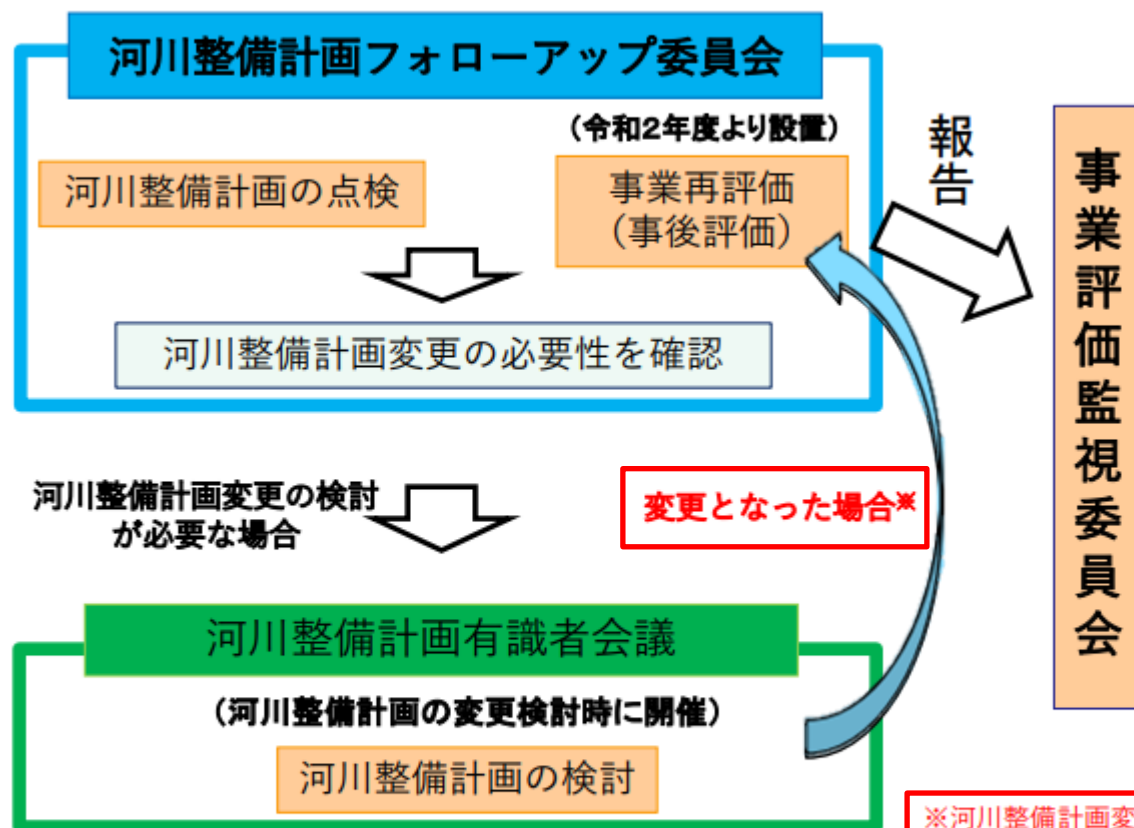 河川整備計画フォローアップ委員会
（令和2年度より設置）
河川整備計画の点検
事業再評価
（事後評価）
報告
河川整備計画変更の必要性を確認
事業評価監視委員会
河川整備計画変更の検討
が必要な場合
変更となった場合※
河川整備計画有識者会議
（河川整備計画の変更検討時に開催）
河川整備計画の検討
※河川整備計画変